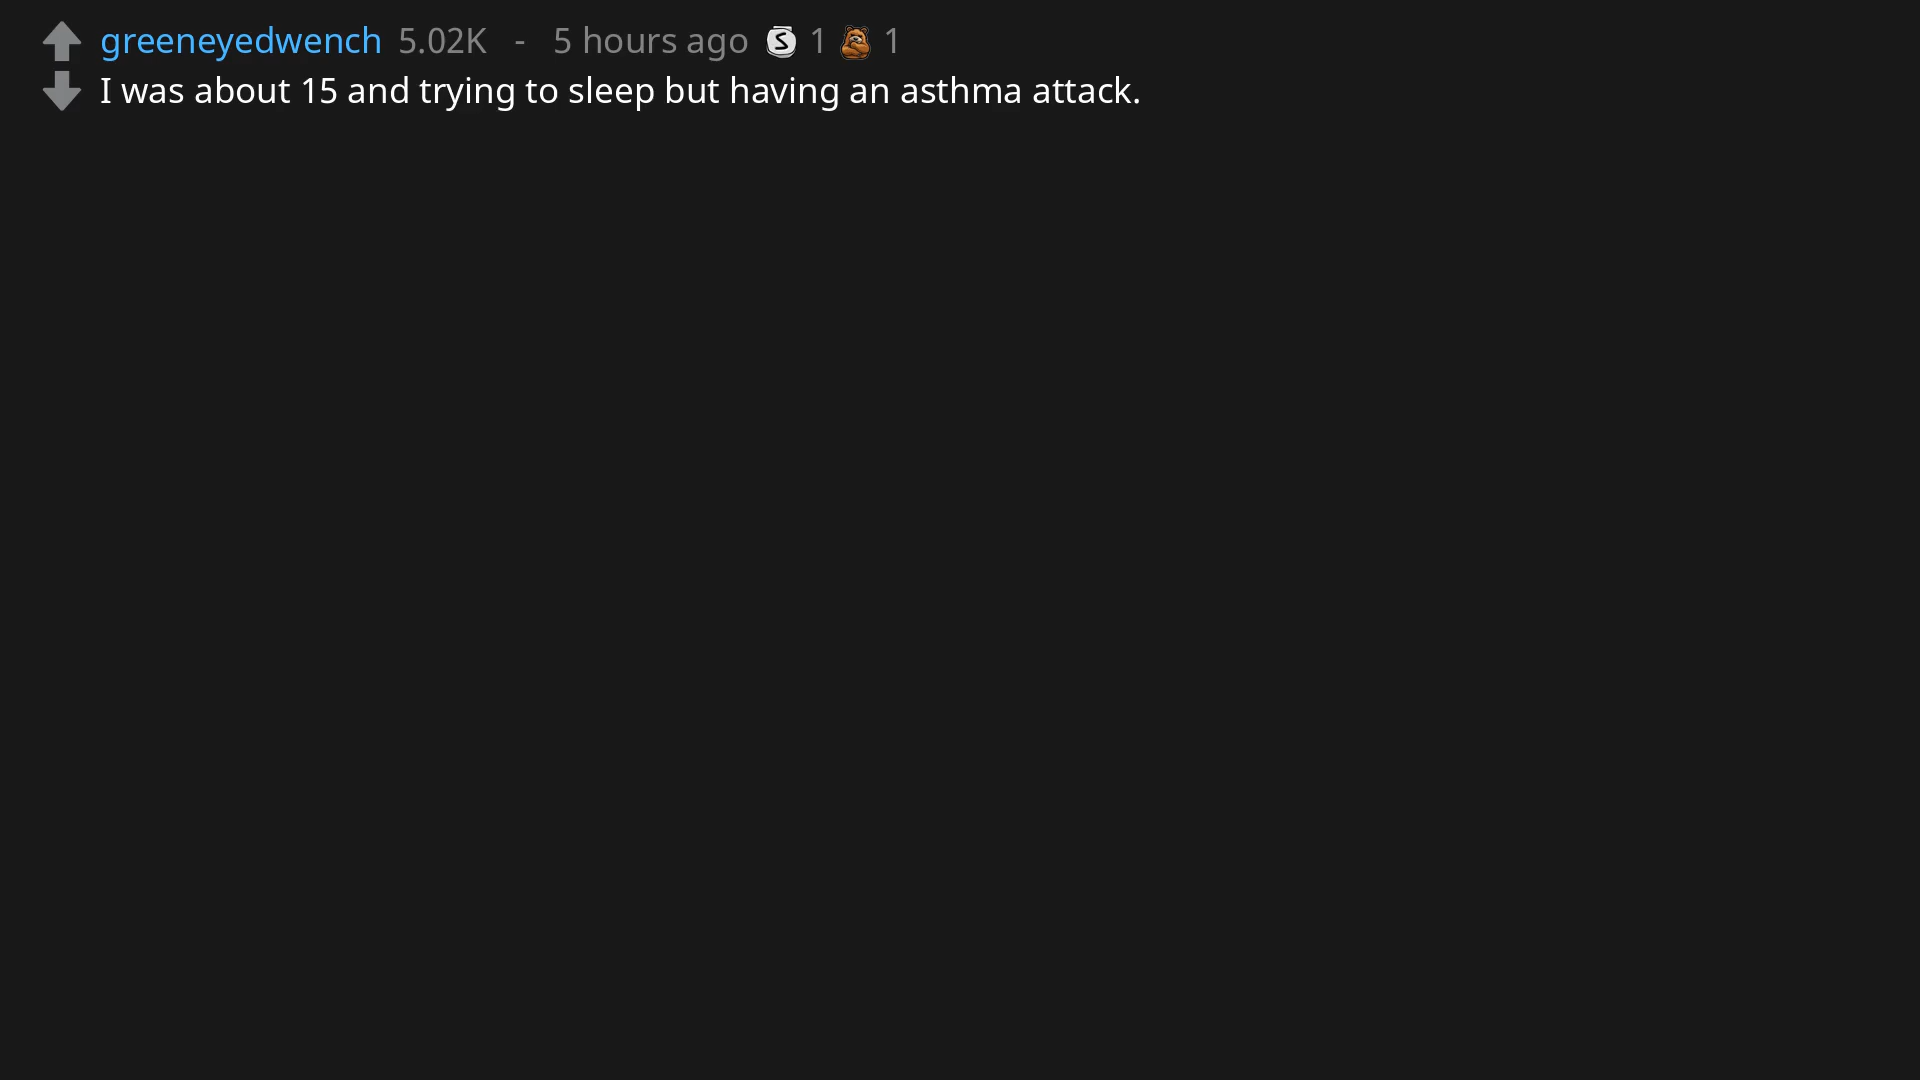 greeneyedwench 5.02K - 5 hours ago S 1 1
I was about 15 and trying to sleep but having an asthma attack.